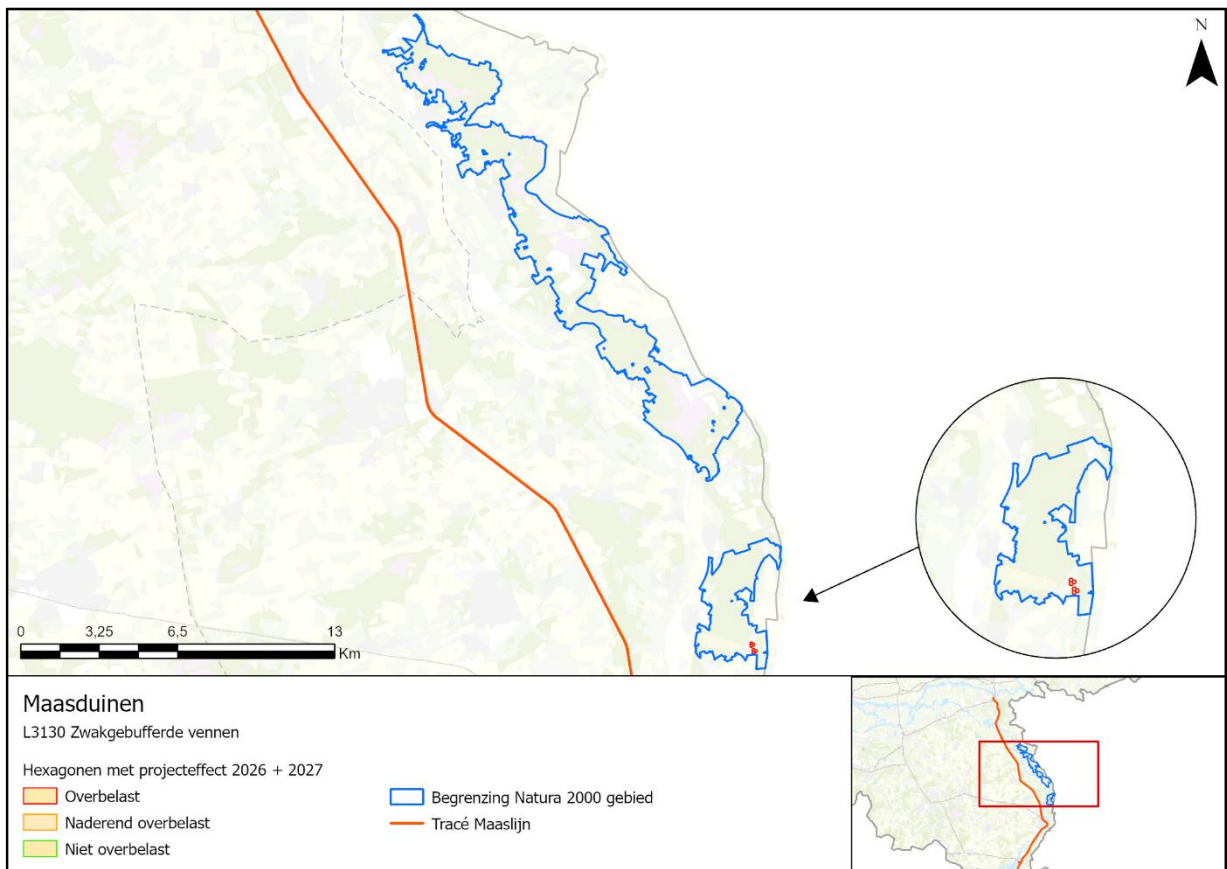 N
0 3,25 6,5 13
Km
Maasduinen
L3130 Zwakgebufferde vennen
Hexagonen met projecteffect 2026 + 2027
Overbelast
Naderend overbelast
Niet overbelast
Begrenzing Natura 2000 gebied
Tracé Maaslijn